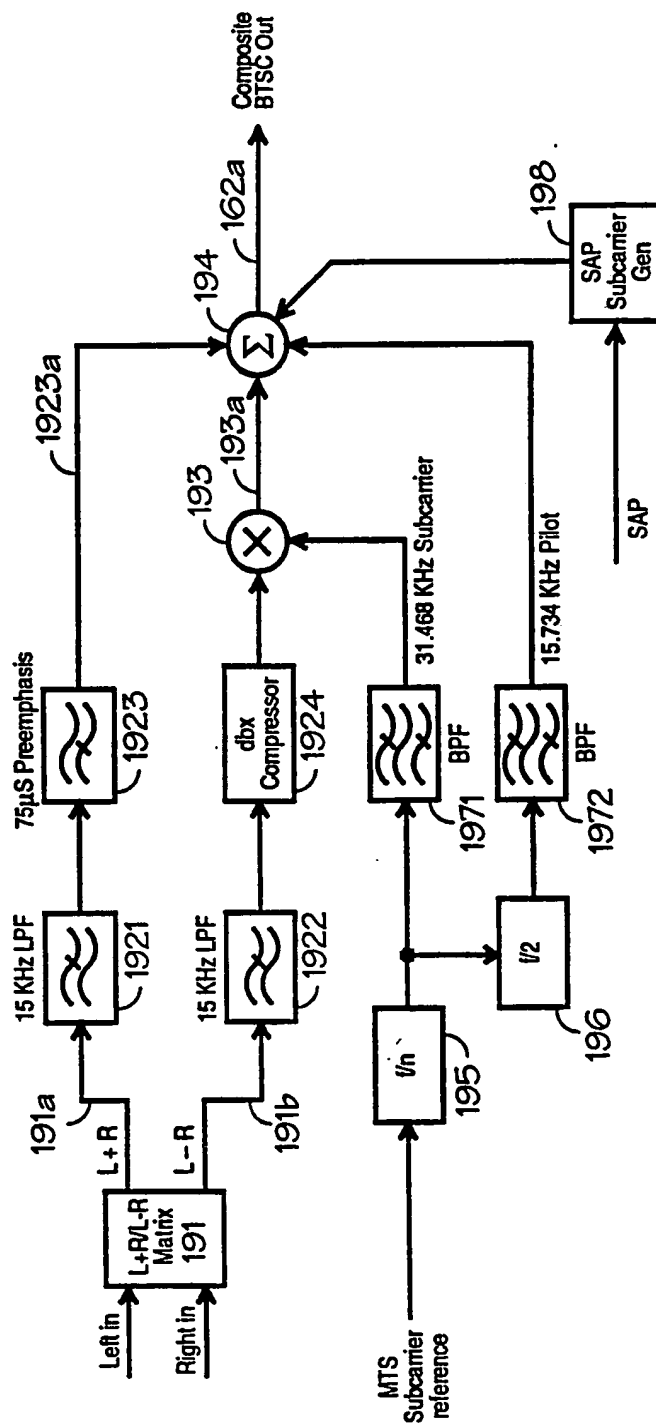 Left in
Right in
L+R/L-R
Matrix
191
L+R
L-R
191a
191b
15 KHz LPF
1921
15 KHz LPF
1922
75µS Preemphasis
1923
1923a
dbx
Compressor
1924
193
193a
194
Σ
162a
Composite
BTSC Out
MTS
Subcarrier
reference
f/n
195
f/2
196
BPF
1971
31.468 KHz Subcarrier
BPF
1972
15.734 KHz Pilot
SAP
SAP
Subcarrier
Gen
198